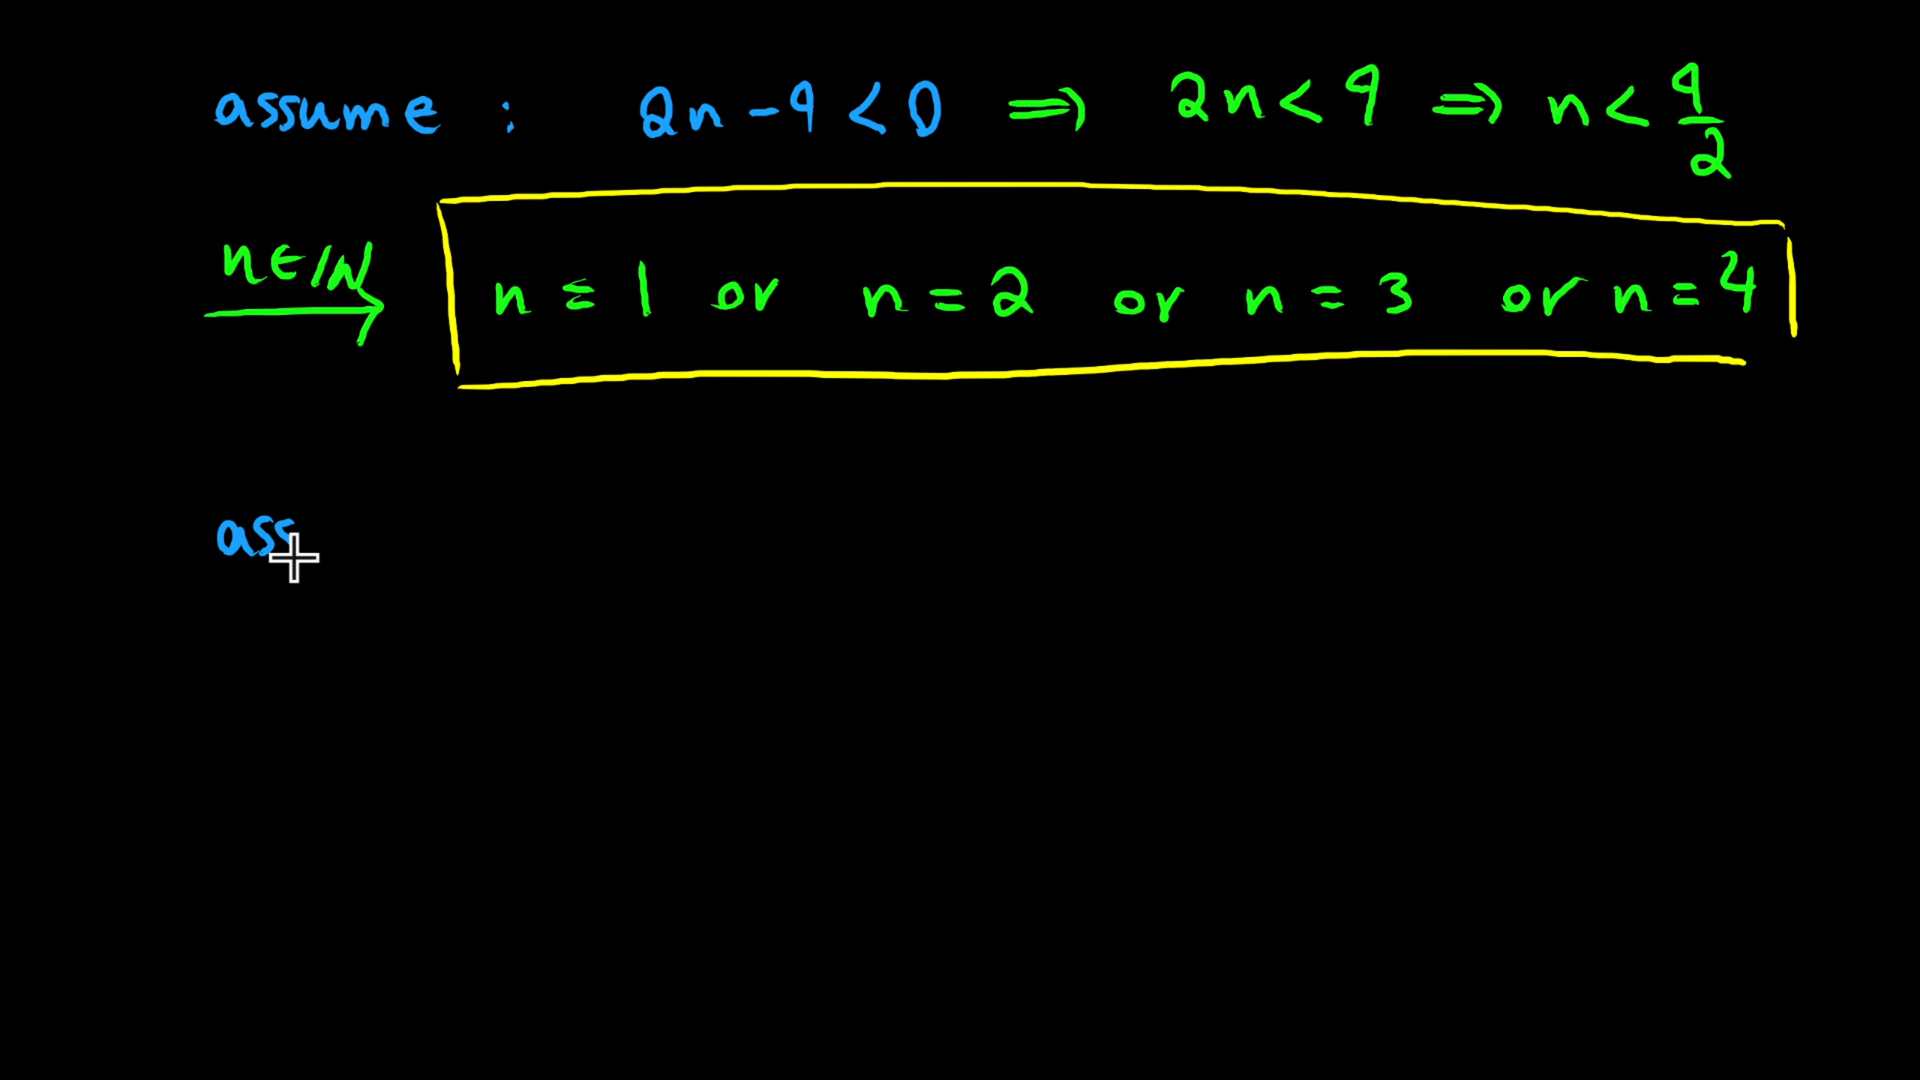 assume : 2n - 9 < 0 ⟹ 2n < 9 ⟹ n < 9/2
n∈ℕ → n = 1 or n = 2 or n = 3 or n = 4
ass